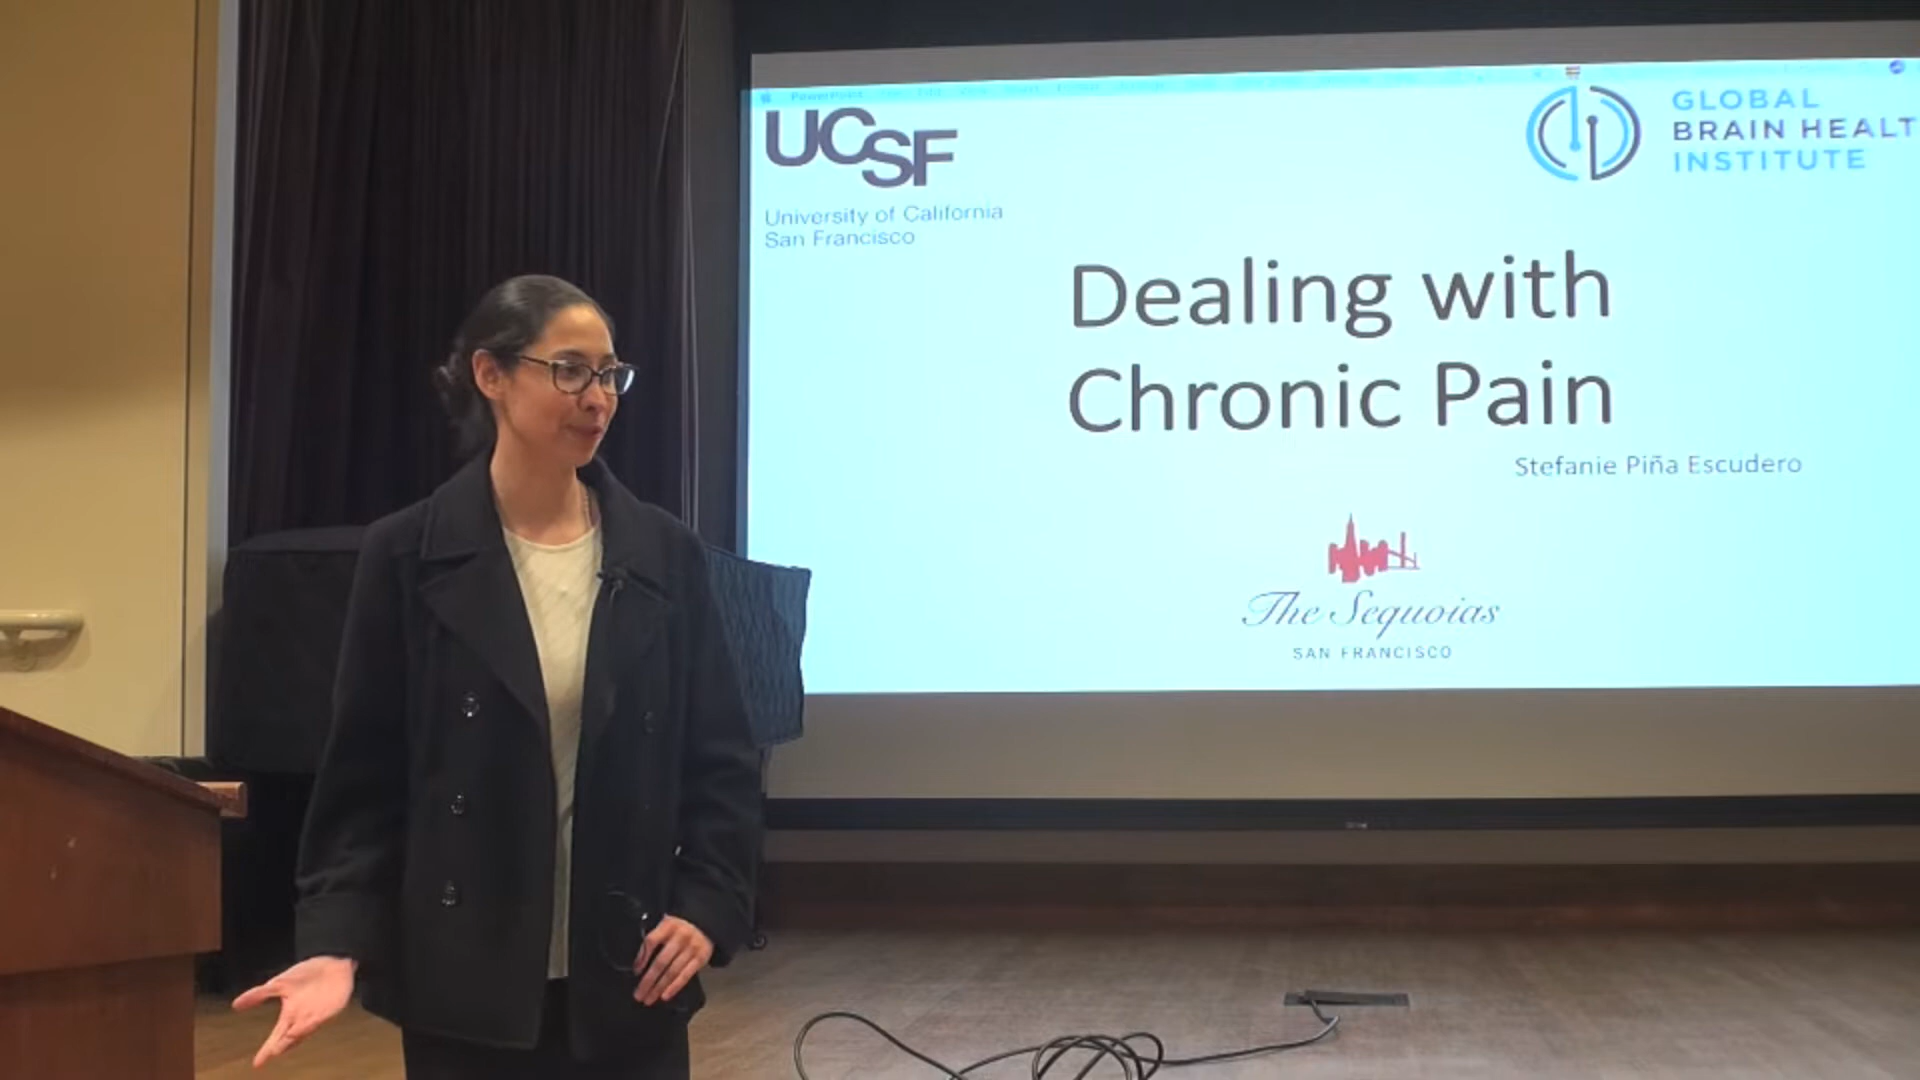 PowerPoint
UCSF
University of California
San Francisco
GLOBAL
BRAIN HEALT
INSTITUTE
Dealing with
Chronic Pain
Stefanie Piña Escudero
The Sequoias
SAN FRANCISCO